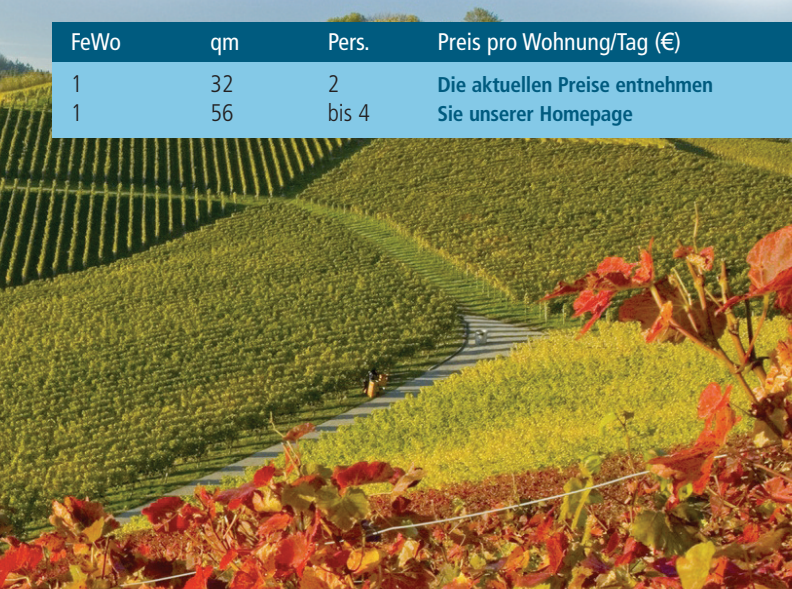 FeWo qm Pers. Preis pro Wohnung/Tag (€)
1 32 2 Die aktuellen Preise entnehmen
1 56 bis 4 Sie unserer Homepage